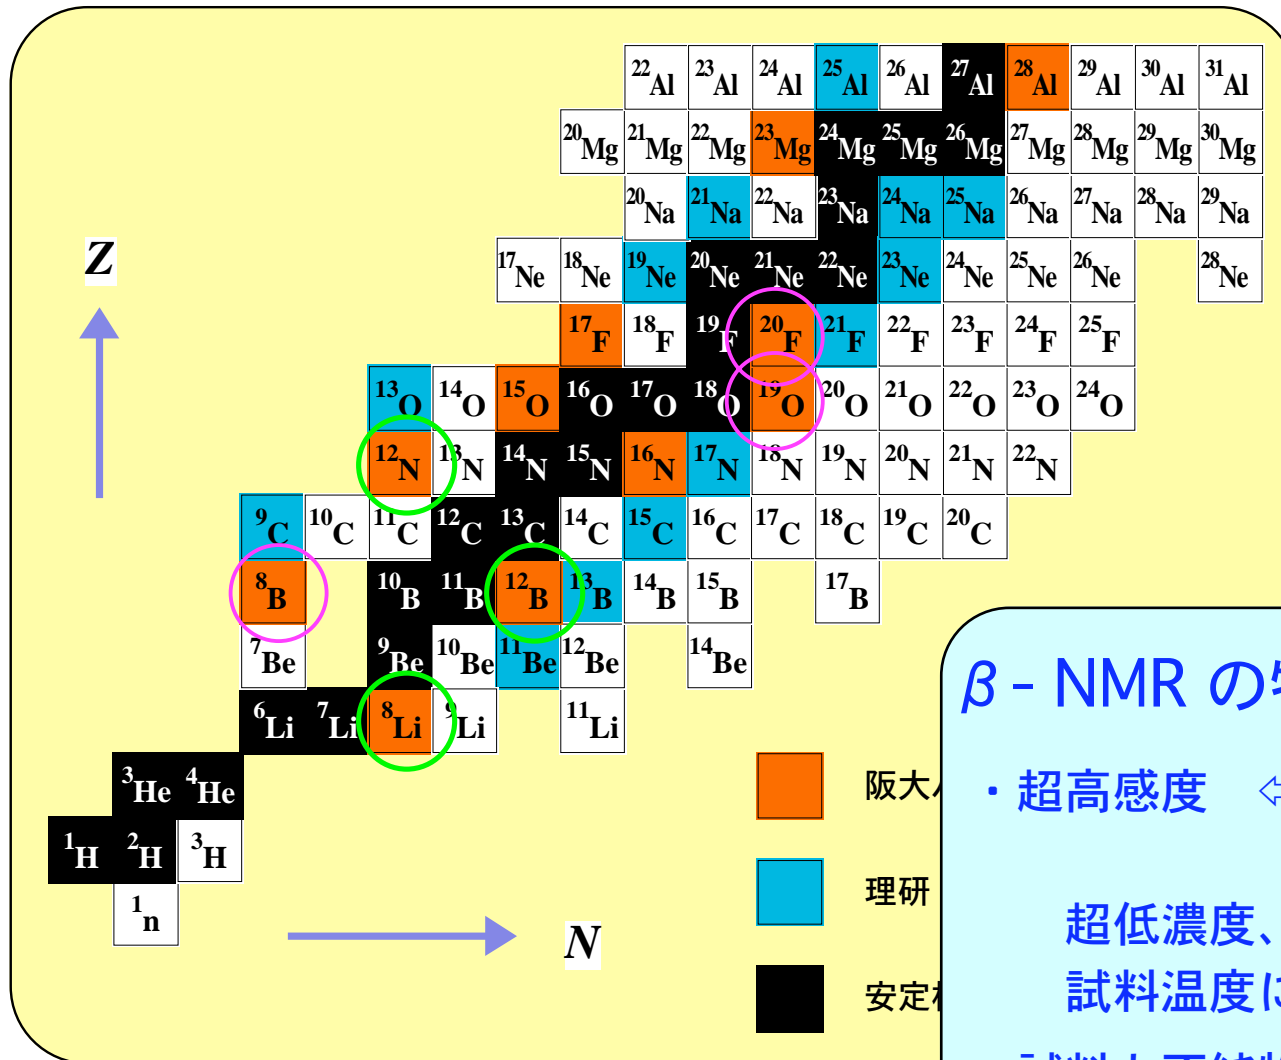 22Al 23Al 24Al 25Al 26Al 27Al 28Al 29Al 30Al 31Al
20Mg 21Mg 22Mg 23Mg 24Mg 25Mg 26Mg 27Mg 28Mg 29Mg 30Mg
20Na 21Na 22Na 23Na 24Na 25Na 26Na 27Na 28Na 29Na
Z
17Ne 18Ne 19Ne 20Ne 21Ne 22Ne 23Ne 24Ne 25Ne 26Ne 28Ne
17F 18F 19F 20F 21F 22F 23F 24F 25F
13O 14O 15O 16O 17O 18O 19O 20O 21O 22O 23O 24O
12N 13N 14N 15N 16N 17N 18N 19N 20N 21N 22N
9C 10C 11C 12C 13C 14C 15C 16C 17C 18C 19C 20C
8B 10B 11B 12B 13B 14B 15B 17B
7Be 9Be 10Be 11Be 12Be 14Be
6Li 7Li 8Li 9Li 11Li
3He 4He
1H 2H 3H
1n
N
阪大
理研
安定
β - NMR の
・超高感度 ⇦
超低濃度、
試料温度に